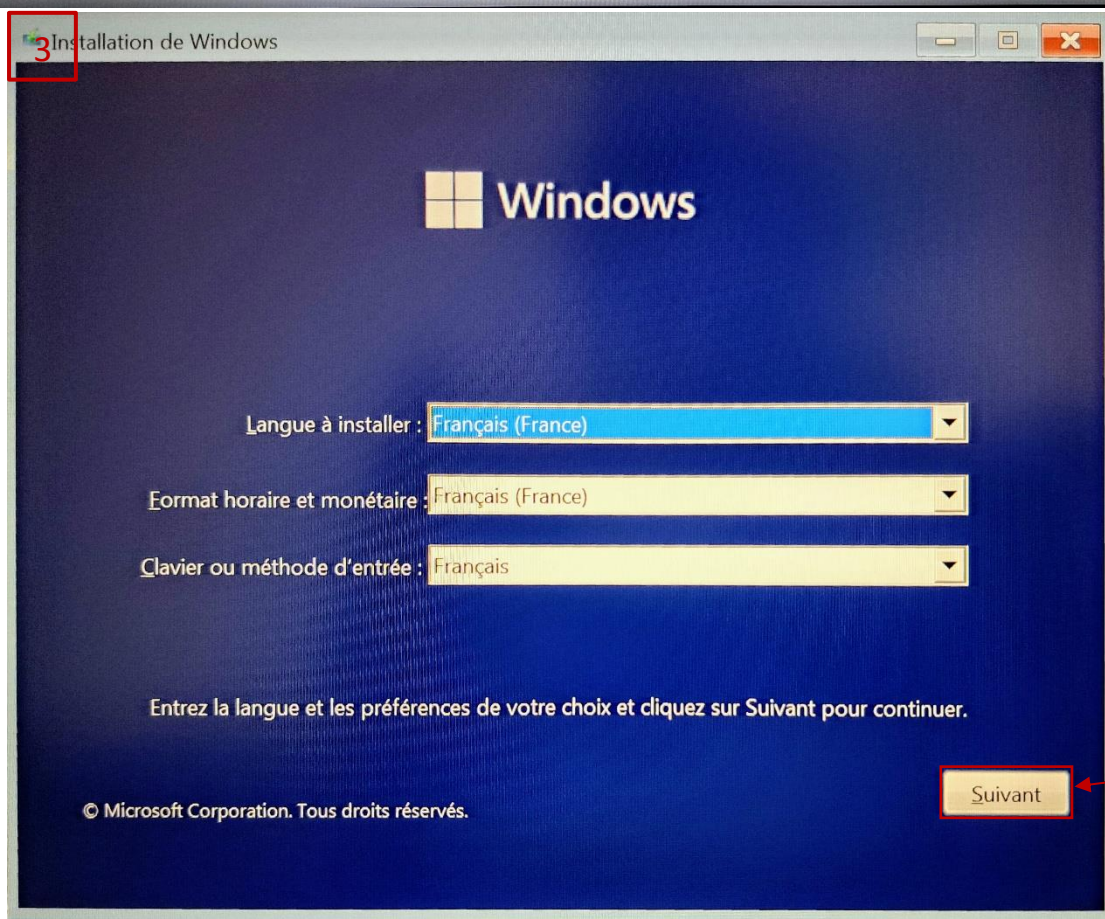 3
Installation de Windows
Windows
Langue à installer : Français (France)
Format horaire et monétaire : Français (France)
Clavier ou méthode d'entrée : Français
Entrez la langue et les préférences de votre choix et cliquez sur Suivant pour continuer.
Suivant
© Microsoft Corporation. Tous droits réservés.